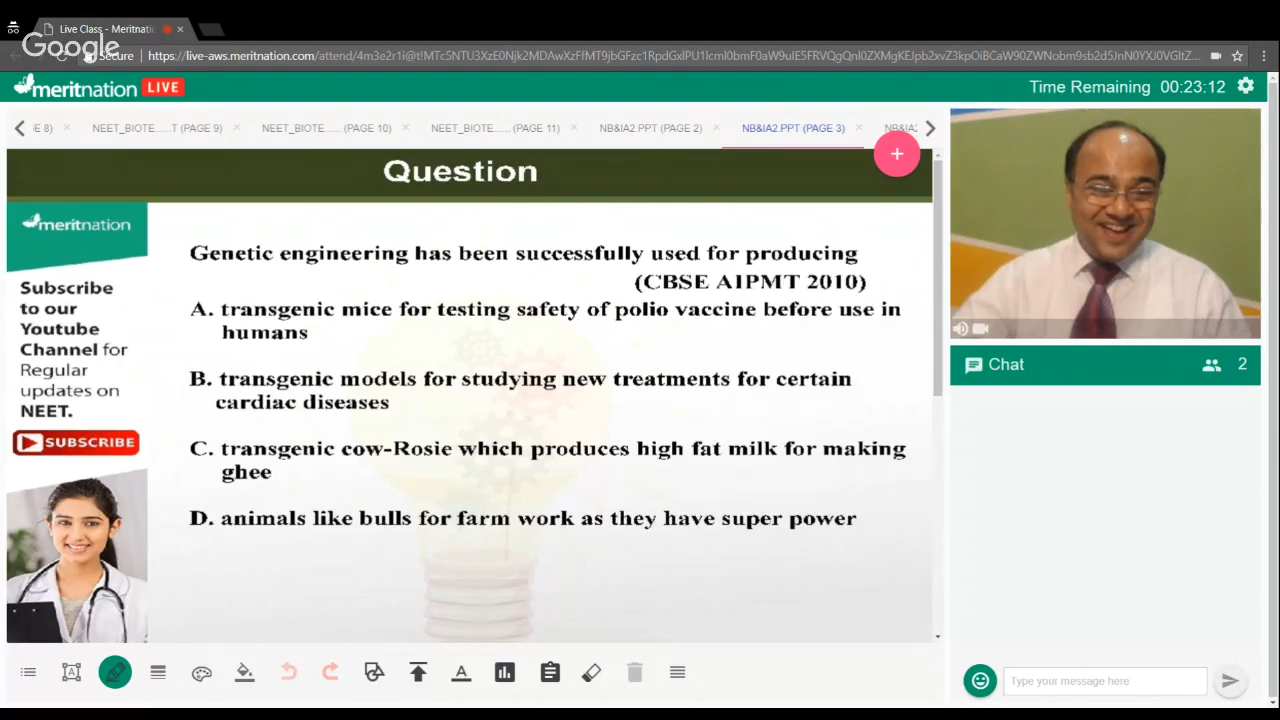 Live Class - Meritnatic
Google
Secure
https://live-aws.meritnation.com/attend/
meritnation LIVE
Time Remaining 00:23:12
E 8)
NEET_BIOTE......T (PAGE 9)
NEET_BIOTE...... (PAGE 10)
NEET_BIOTE...... (PAGE 11)
NB&IA2.PPT (PAGE 2)
NB&IA2.PPT (PAGE 3)
NB&IA2
Question
meritnation
Subscribe
to our
Youtube
Channel for
Regular
updates on
NEET.
SUBSCRIBE
Genetic engineering has been successfully used for producing
(CBSE AIPMT 2010)
A. transgenic mice for testing safety of polio vaccine before use in
humans
B. transgenic models for studying new treatments for certain
cardiac diseases
C. transgenic cow-Rosie which produces high fat milk for making
ghee
D. animals like bulls for farm work as they have super power
Chat
2
Type your message here